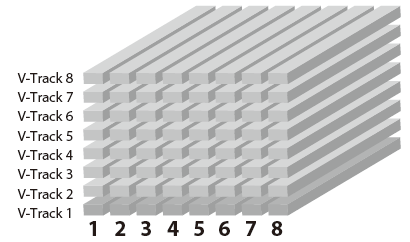 V-Track 8
V-Track 7
V-Track 6
V-Track 5
V-Track 4
V-Track 3
V-Track 2
V-Track 1
1 2 3 4 5 6 7 8